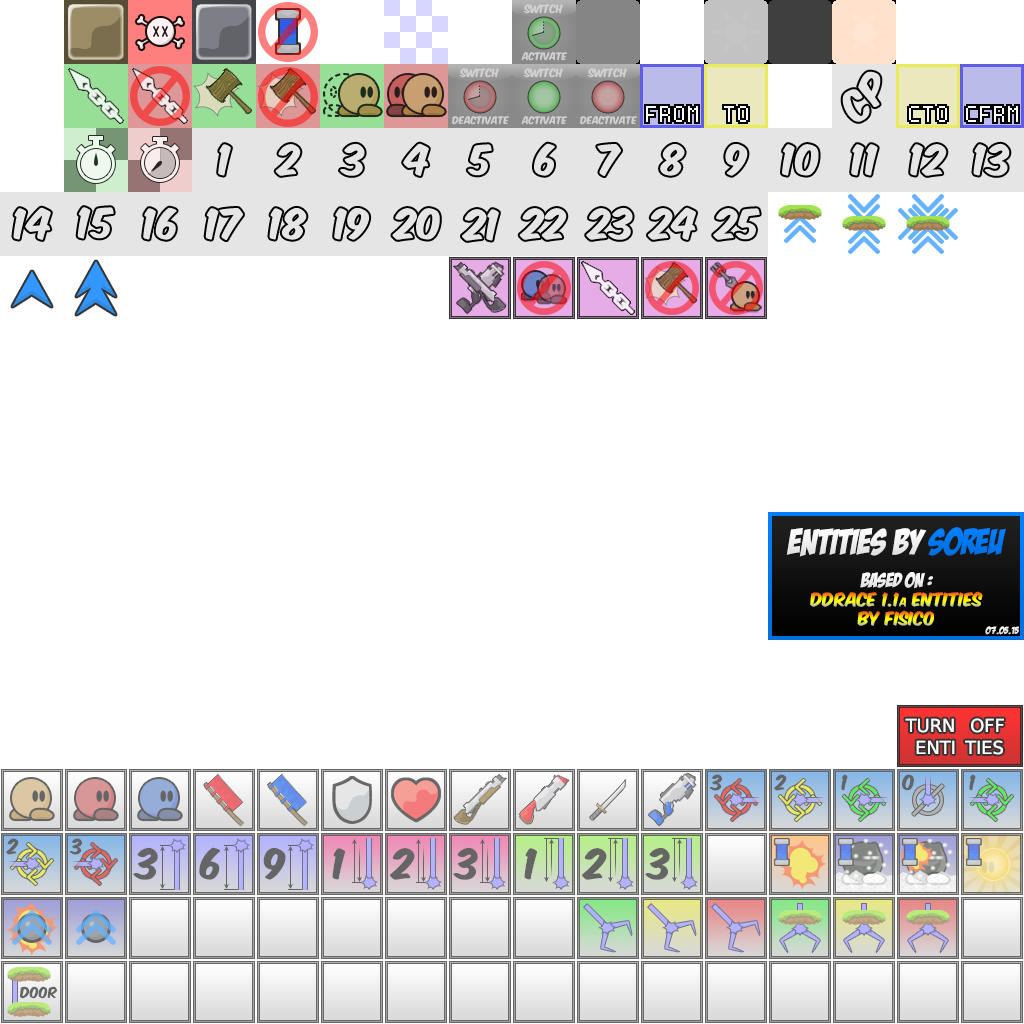 SWITCH
ACTIVATE
SWITCH
DEACTIVATE
SWITCH
ACTIVATE
SWITCH
DEACTIVATE
FROM
TO
CP
CTO
CFRM
1 2 3 4 5 6 7 8 9 10 11 12 13
14 15 16 17 18 19 20 21 22 23 24 25
ENTITIES BY SOREU
BASED ON :
DDRACE 1.1A ENTITIES
BY FISICO
07.05.15
TURN OFF
ENTI TIES
3 2 1 0 1
2 3 3 6 9 1 2 3 1 2 3
DOOR